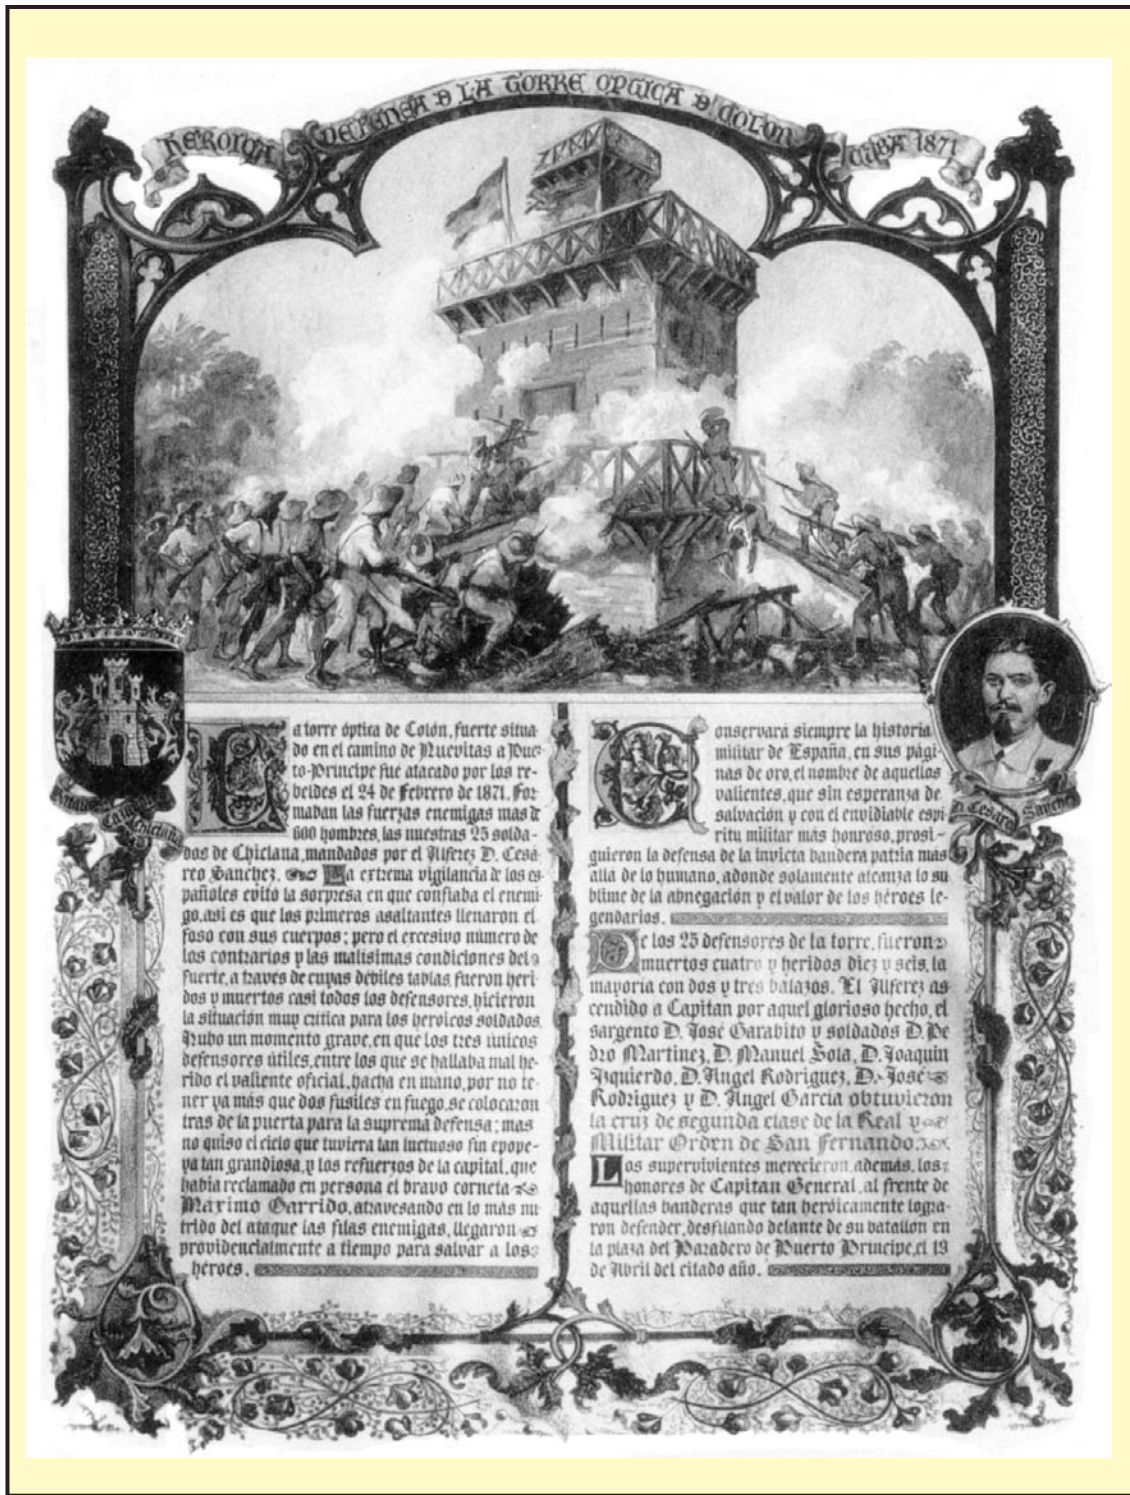 HEROICA DEFENSA D LA TORRE OPTICA D COLON CUBA 1871
La torre óptica de Colón, fuerte situa-
do en el camino de Nuevitas a Puer-
to-Principe fué atacado por los re-
beldes el 24 de Febrero de 1871. For
maban las fuerzas enemigas mas de
600 hombres, las nuestras 25 solda-
dos de Chiclana, mandados por el Alferez D. Cesá-
reo Sanchez. La extrema vigilancia de los es-
pañoles evitó la sorpresa en que confiaba el enemi-
go, así es que los primeros asaltantes llenaron el
foso con sus cuerpos; pero el excesivo número de
los contrarios y las malisimas condiciones del
fuerte, a traves de cuyas débiles tablas, fueron heri-
dos y muertos casi todos los defensores, hicieron
la situación muy critica para los heroicos soldados.
Hubo un momento grave, en que los tres únicos
defensores útiles, entre los que se hallaba mal he-
rido el valiente oficial, hacha en mano, por no te-
ner ya más que dos fusiles en fuego, se colocaron
tras de la puerta para la suprema defensa; mas
no quiso el cielo que tuviera tan luctuoso fin epope-
ya tan grandiosa, y los refuerzos de la capital, que
habia reclamado en persona el bravo corneta
Máximo Garrido, atravesando en lo más nu-
trido del ataque las filas enemigas, llegaron
providencialmente a tiempo para salvar a los
héroes.
Conservará siempre la historia
militar de España, en sus pági-
nas de oro, el nombre de aquellos
valientes, que sin esperanza de
salvación y con el envidiable espi
ritu militar más honroso, prosi-
guieron la defensa de la invicta bandera patria mas
alla de lo humano, adonde solamente alcanza lo su
blime de la abnegación y el valor de los héroes le-
gendarios.
De los 25 defensores de la torre, fueron
muertos cuatro y heridos diez y seis, la
mayoria con dos y tres balazos. El Alferez as
cendido a Capitan por aquel glorioso hecho, el
sargento D. José Garabito y soldados D. Pe
dro Martinez, D. Manuel Sola, D. Joaquin
Izquierdo, D. Angel Rodriguez, D. José
Rodriguez y D. Angel Garcia obtuvieron
la cruz de segunda clase de la Real y
Militar Orden de San Fernando.
Los supervivientes merecieron además, los
honores de Capitan General, al frente de
aquellas banderas que tan heróicamente logra-
ron defender, desfilando delante de su batallon en
la plaza del Paradero de Puerto Principe, el 19
de Abril del citado año.
Caz. Chiclana
D. Cesáreo Sánchez